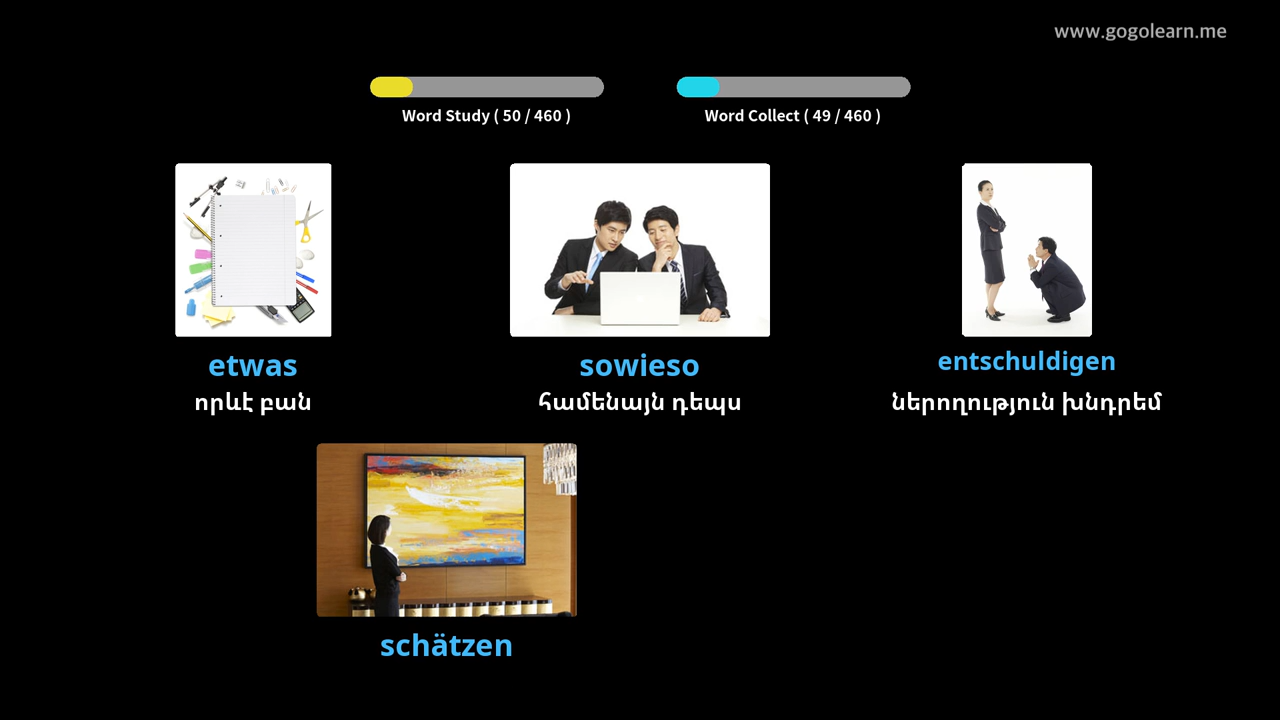 www.gogolearn.me
Word Study ( 50 / 460 )
Word Collect ( 49 / 460 )
etwas
sowieso
entschuldigen
որևէ բան
համենայն դեպս
ներողություն խնդրեմ
schätzen